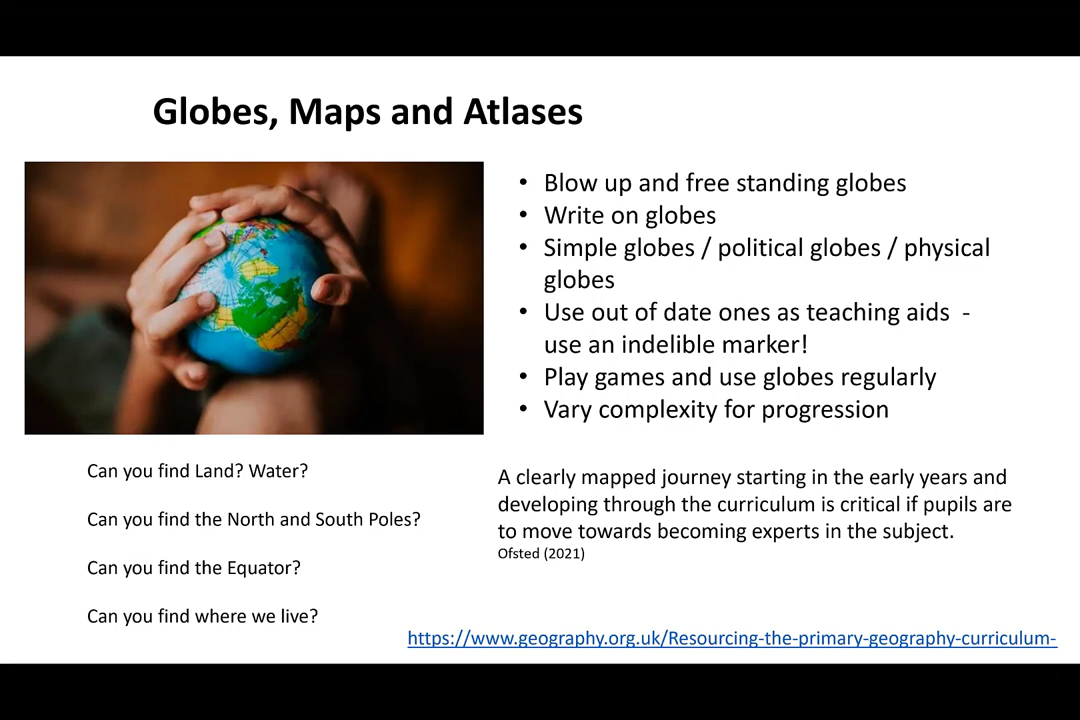 Globes, Maps and Atlases
• Blow up and free standing globes
• Write on globes
• Simple globes / political globes / physical
globes
• Use out of date ones as teaching aids  -
use an indelible marker!
• Play games and use globes regularly
• Vary complexity for progression
Can you find Land? Water?
Can you find the North and South Poles?
Can you find the Equator?
Can you find where we live?
A clearly mapped journey starting in the early years and
developing through the curriculum is critical if pupils are
to move towards becoming experts in the subject.
Ofsted (2021)
https://www.geography.org.uk/Resourcing-the-primary-geography-curriculum-